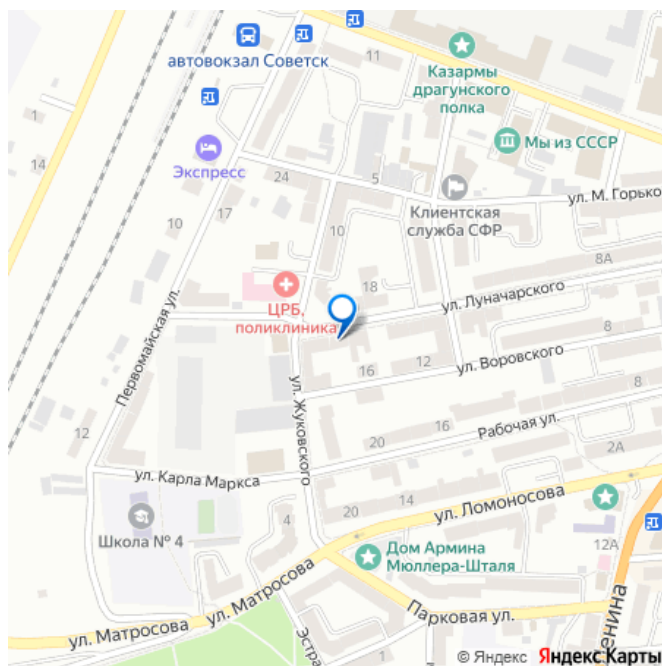 автовокзал Советск
11
Казармы
драгунского
полка
1
14
Экспресс
Мы из СССР
24
5
Клиентская
служба СФР
ул. М. Горько
10
17
10
ЦРБ,
поликлиника
18
8А
ул. Луначарского
Первомайская ул.
ул. Жуковского
16
12
ул. Воровского
8
12
20
16
Рабочая ул.
8
ул. Карла Маркса
2А
Школа № 4
4
20
14
ул. Ломоносова
12А
Дом Армина
Мюллера-Шталя
ул. Матросова
ул. Матросова
Парковая ул.
Эстра
1
енина
© Яндекс Яндекс Карты